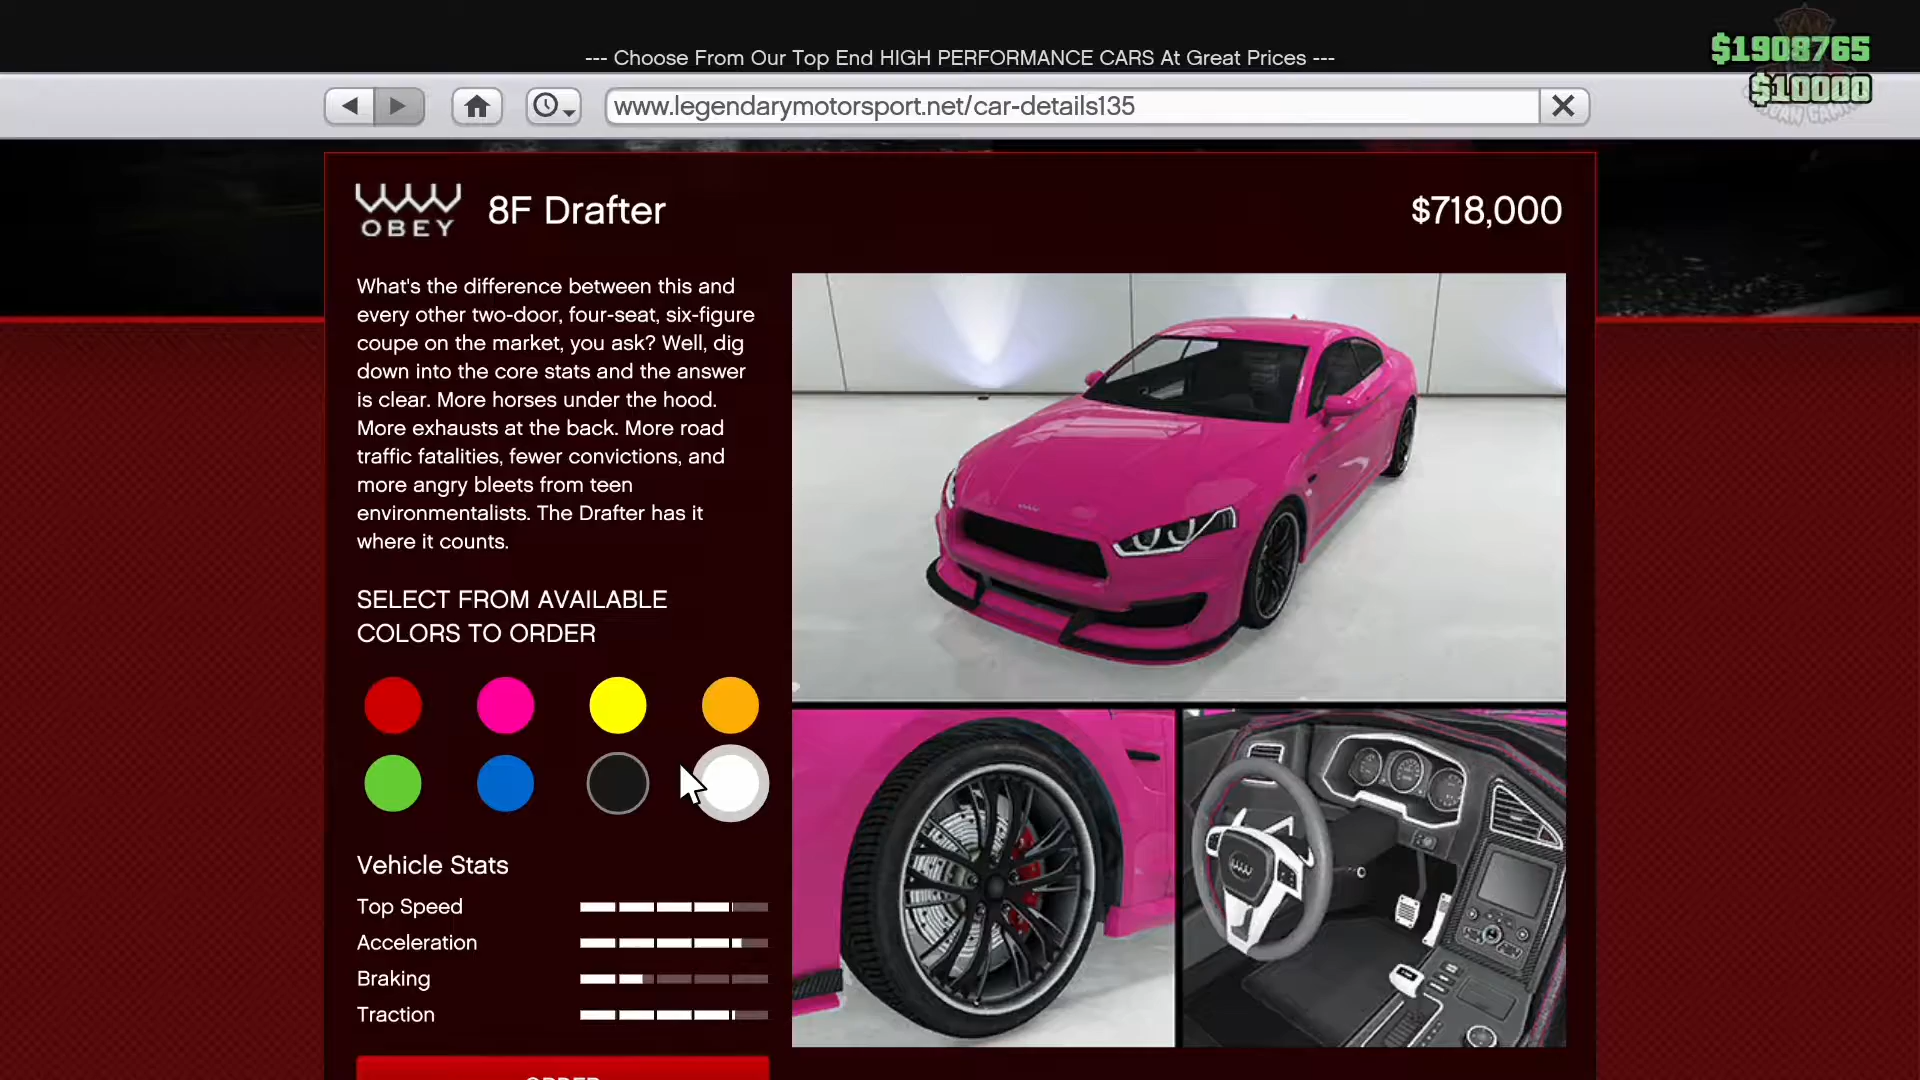 --- Choose From Our Top End HIGH PERFORMANCE CARS At Great Prices ---
$1908765
$10000
www.legendarymotorsport.net/car-details135
OBEY
8F Drafter
$718,000
What's the difference between this and
every other two-door, four-seat, six-figure
coupe on the market, you ask? Well, dig
down into the core stats and the answer
is clear. More horses under the hood.
More exhausts at the back. More road
traffic fatalities, fewer convictions, and
more angry bleets from teen
environmentalists. The Drafter has it
where it counts.
SELECT FROM AVAILABLE
COLORS TO ORDER
Vehicle Stats
Top Speed
Acceleration
Braking
Traction
ORDER